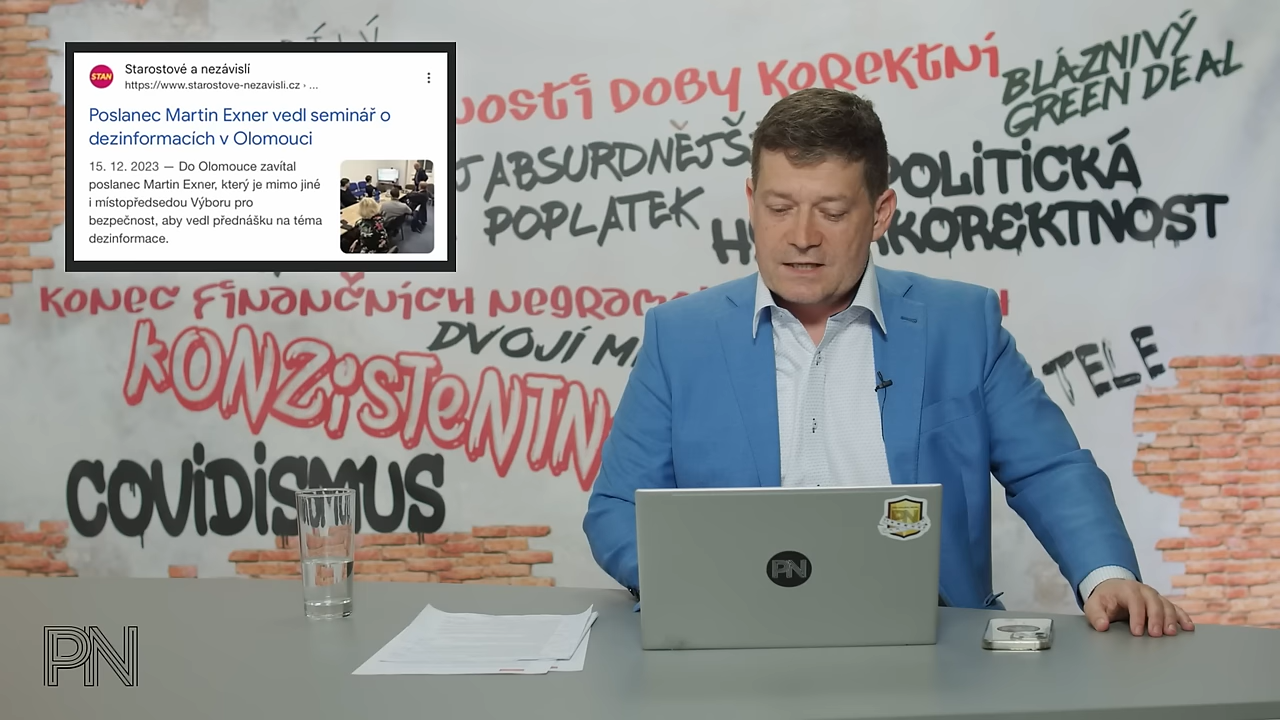 STAN
Starostové a nezávislí
https://www.starostove-nezavisli.cz › ...
Poslanec Martin Exner vedl seminář o
dezinformacích v Olomouci
15. 12. 2023 — Do Olomouce zavítal
poslanec Martin Exner, který je mimo jiné
i místopředsedou Výboru pro
bezpečnost, aby vedl přednášku na téma
dezinformace.
DOBY KOREKTNÍ
BLÁZNIVÝ
GREEN DEAL
ABSURDNĚJŠ
POPLATEK
POLITICKÁ
KOREKTNOST
KONEC FINANČNÍCH
DVOJÍ
KONZISTENTN
COVIDISMUS
PN
PN
PN